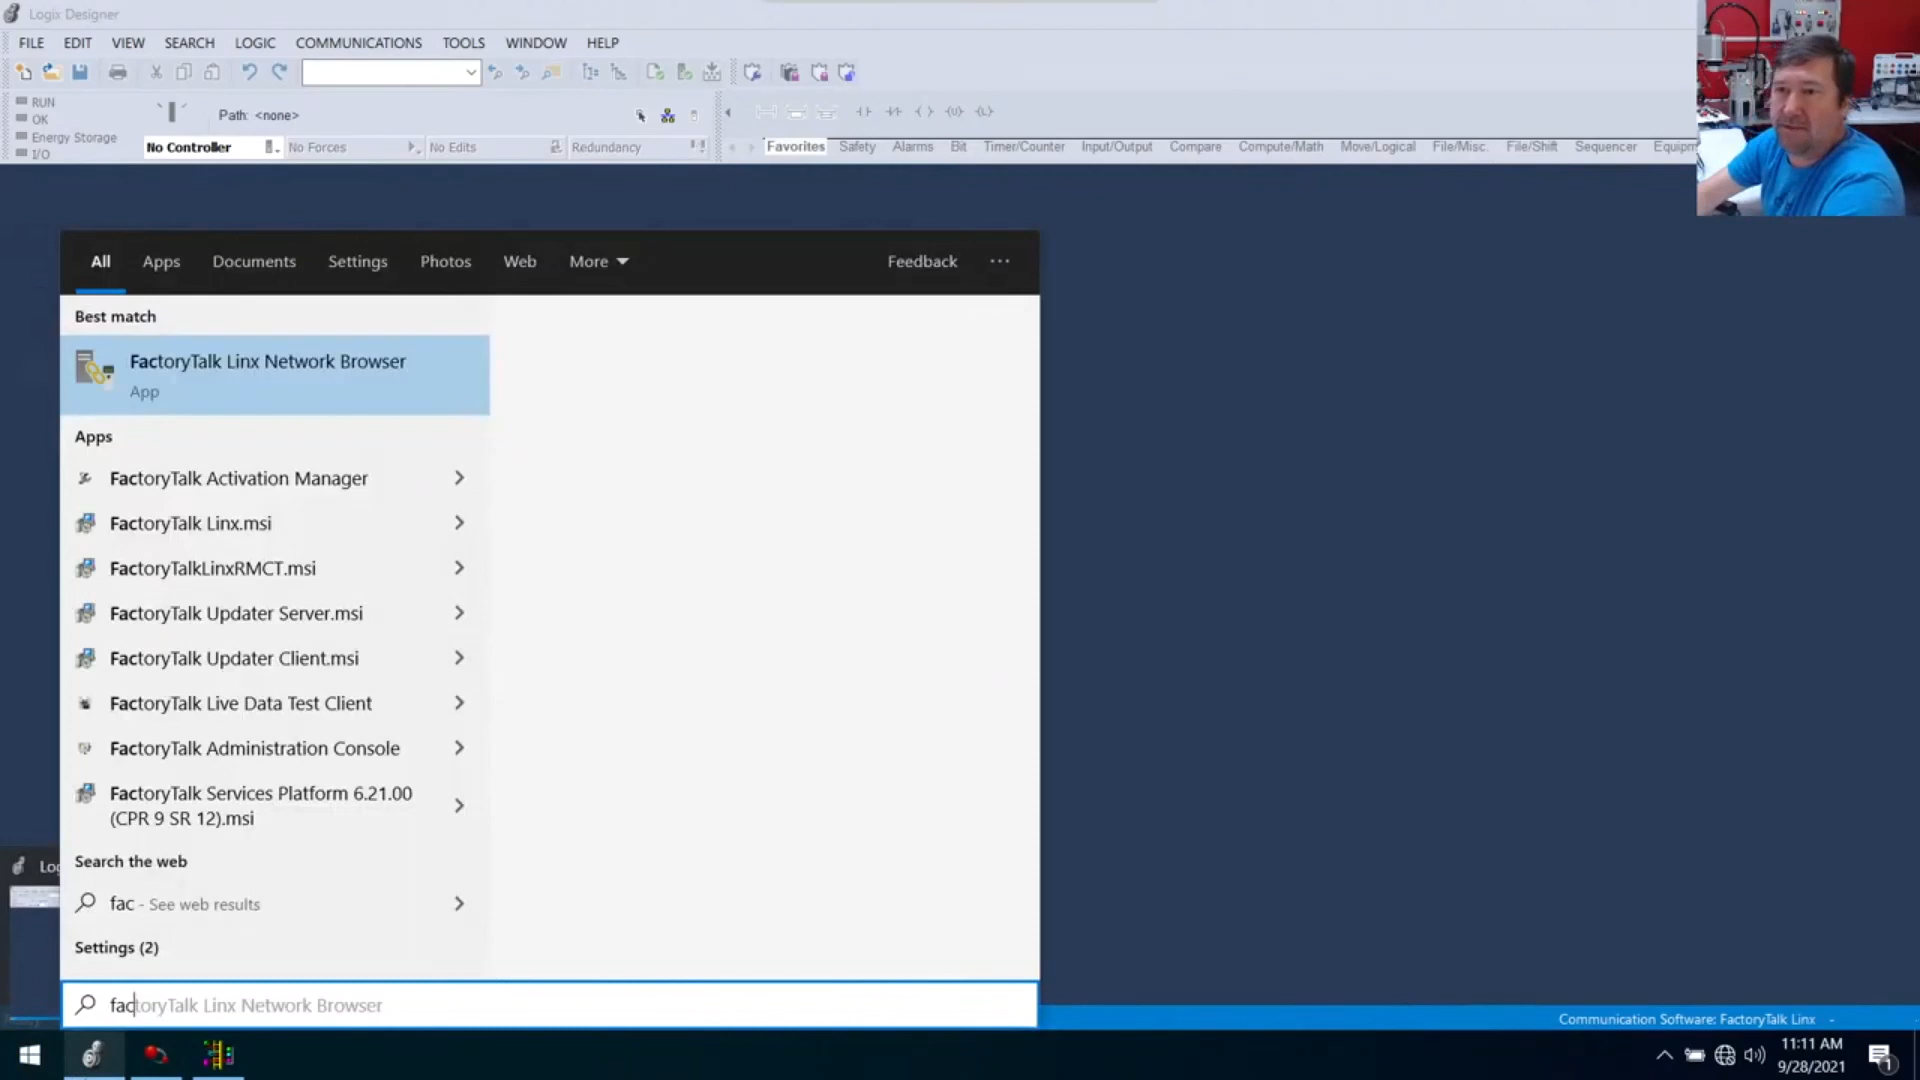 Logix Designer
FILE EDIT VIEW SEARCH LOGIC COMMUNICATIONS TOOLS WINDOW HELP
RUN
OK
Energy Storage
I/O
Path: <none>
No Controller No Forces No Edits Redundancy
Favorites Safety Alarms Bit Timer/Counter Input/Output Compare Compute/Math Move/Logical File/Misc. File/Shift Sequencer Equipm
All Apps Documents Settings Photos Web More Feedback
Best match
FactoryTalk Linx Network Browser
App
Apps
FactoryTalk Activation Manager
FactoryTalk Linx.msi
FactoryTalkLinxRMCT.msi
FactoryTalk Updater Server.msi
FactoryTalk Updater Client.msi
FactoryTalk Live Data Test Client
FactoryTalk Administration Console
FactoryTalk Services Platform 6.21.00
(CPR 9 SR 12).msi
Search the web
fac - See web results
Settings (2)
factoryTalk Linx Network Browser
Log
Communication Software: FactoryTalk Linx -
11:11 AM
9/28/2021
1